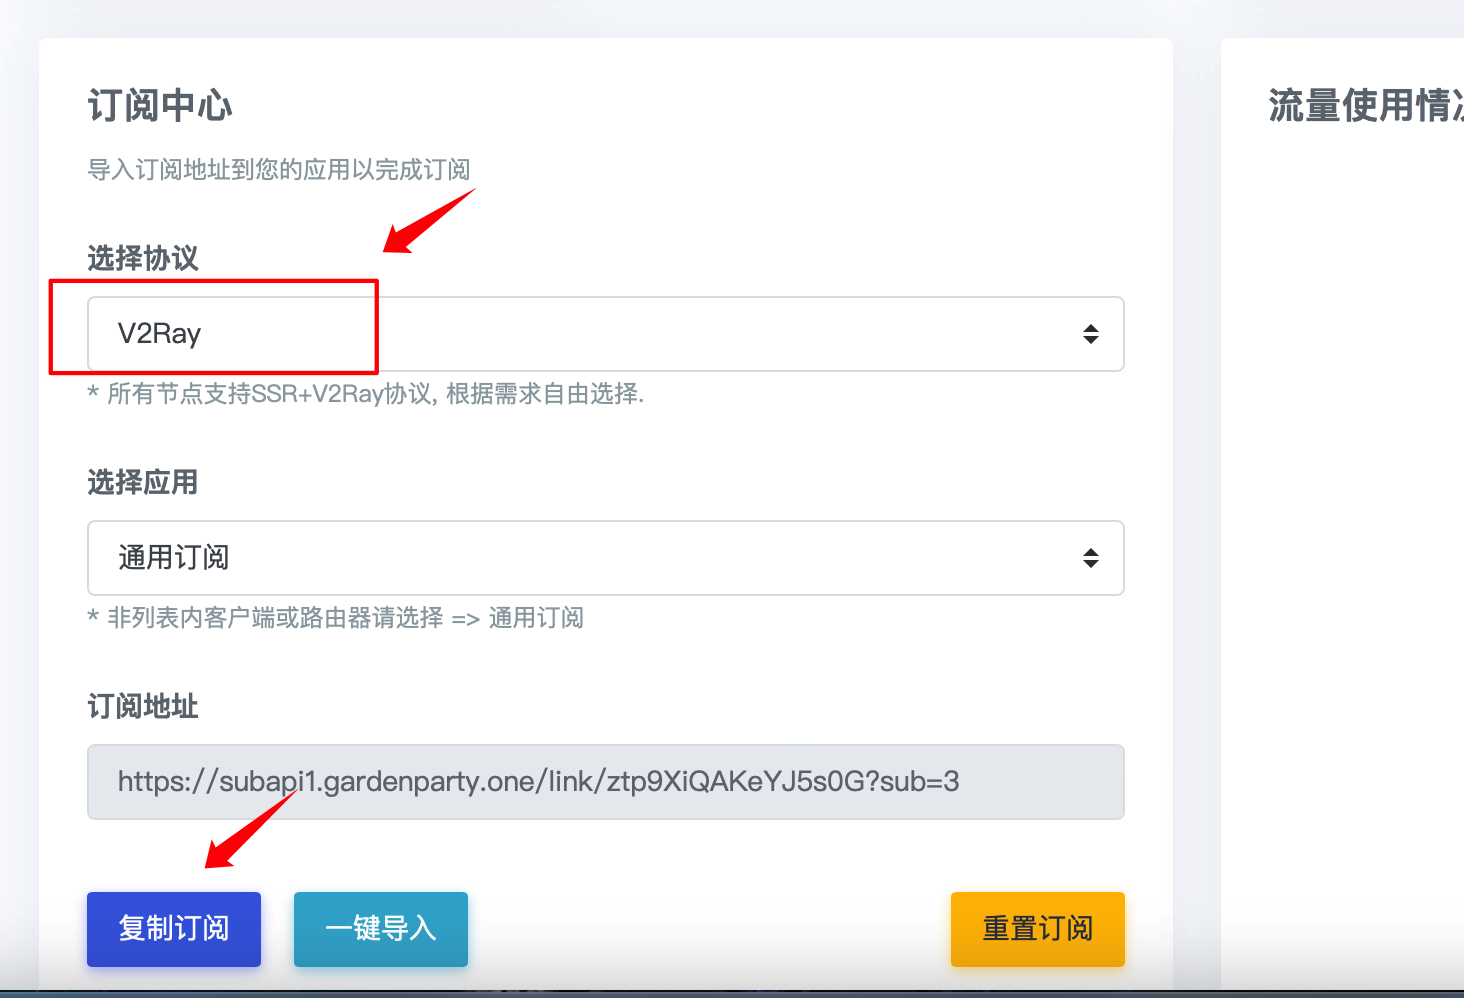 订阅中心
流量使用情况
导入订阅地址到您的应用以完成订阅
选择协议
V2Ray
* 所有节点支持SSR+V2Ray协议, 根据需求自由选择.
选择应用
通用订阅
* 非列表内客户端或路由器请选择 => 通用订阅
订阅地址
https://subapi1.gardenparty.one/link/ztp9XiQAKeYJ5s0G?sub=3
复制订阅
一键导入
重置订阅